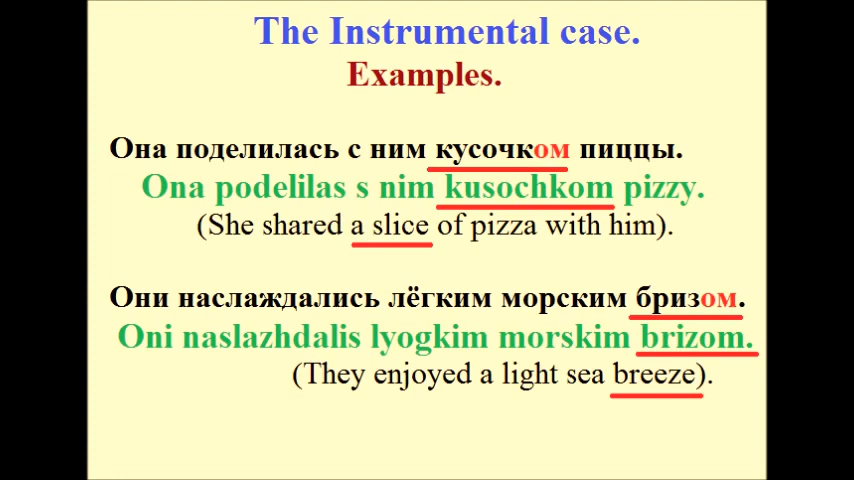 The Instrumental case.
Examples.
Она поделилась с ним кусочком пиццы.
Ona podelilas s nim kusochkom pizzy.
(She shared a slice of pizza with him).
Они наслаждались лёгким морским бризом.
Oni naslazhdalis lyogkim morskim brizom.
(They enjoyed a light sea breeze).